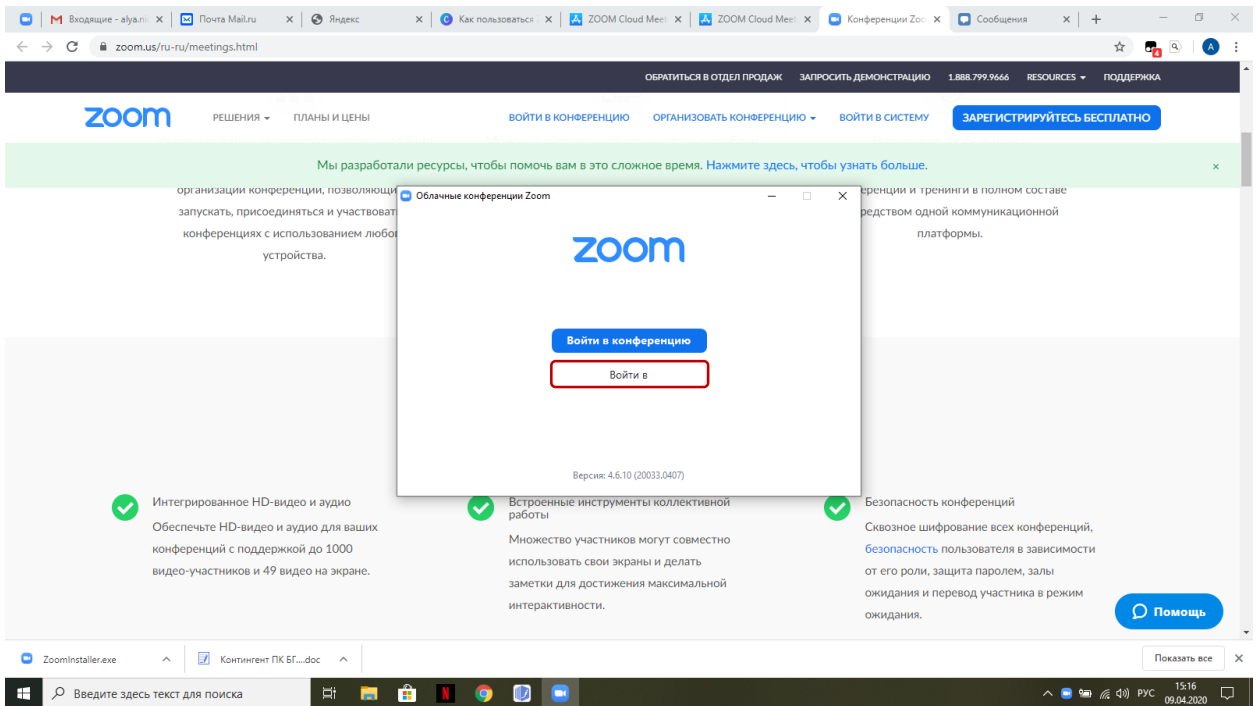 Входящие - alya.ni
Почта Mail.ru
Яндекс
Как пользоваться
ZOOM Cloud Meet
ZOOM Cloud Meet
Конференции Zoo
Сообщения
zoom.us/ru-ru/meetings.html
4
A
ОБРАТИТЬСЯ В ОТДЕЛ ПРОДАЖ ЗАПРОСИТЬ ДЕМОНСТРАЦИЮ 1.888.799.9666 RESOURCES ПОДДЕРЖКА
zoom РЕШЕНИЯ ПЛАНЫ И ЦЕНЫ ВОЙТИ В КОНФЕРЕНЦИЮ ОРГАНИЗОВАТЬ КОНФЕРЕНЦИЮ ВОЙТИ В СИСТЕМУ ЗАРЕГИСТРИРУЙТЕСЬ БЕСПЛАТНО
Мы разработали ресурсы, чтобы помочь вам в это сложное время. Нажмите здесь, чтобы узнать больше.
организации конференции, позволяющи
запускать, присоединяться и участвоват
конференциях с использованием любог
устройства.
Облачные конференции Zoom
zoom
Войти в конференцию
Войти в
Версия: 4.6.10 (20033.0407)
еренции и тренинги в полном составе
редством одной коммуникационной
платформы.
Интегрированное HD-видео и аудио
Обеспечьте HD-видео и аудио для ваших
конференций с поддержкой до 1000
видео-участников и 49 видео на экране.
Встроенные инструменты коллективной
работы
Множество участников могут совместно
использовать свои экраны и делать
заметки для достижения максимальной
интерактивности.
Безопасность конференций
Сквозное шифрование всех конференций,
безопасность пользователя в зависимости
от его роли, защита паролем, залы
ожидания и перевод участника в режим
ожидания.
Помощь
ZoomInstaller.exe
Контингент ПК БГ....doc
Показать все
Введите здесь текст для поиска
N
РУС
15:16
09.04.2020